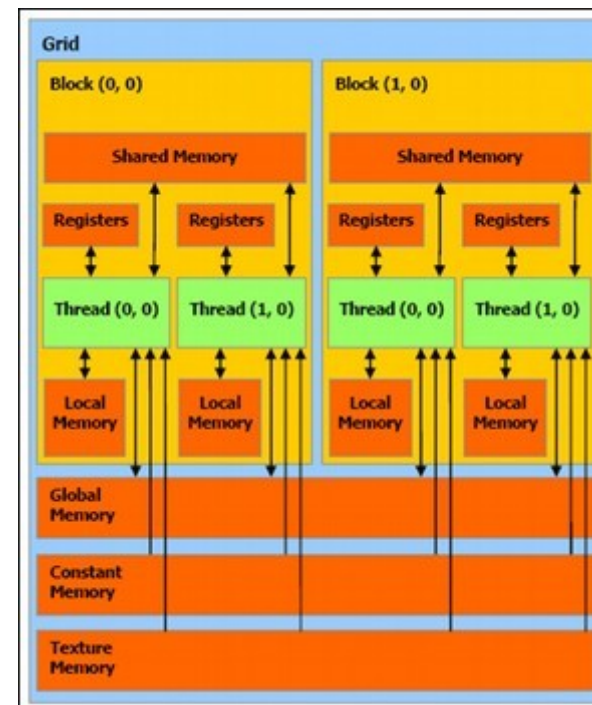 Grid
Block (0, 0)
Block (1, 0)
Shared Memory
Shared Memory
Registers
Registers
Registers
Registers
Thread (0, 0)
Thread (1, 0)
Thread (0, 0)
Thread (1, 0)
Local
Memory
Local
Memory
Local
Memory
Local
Memory
Global
Memory
Constant
Memory
Texture
Memory